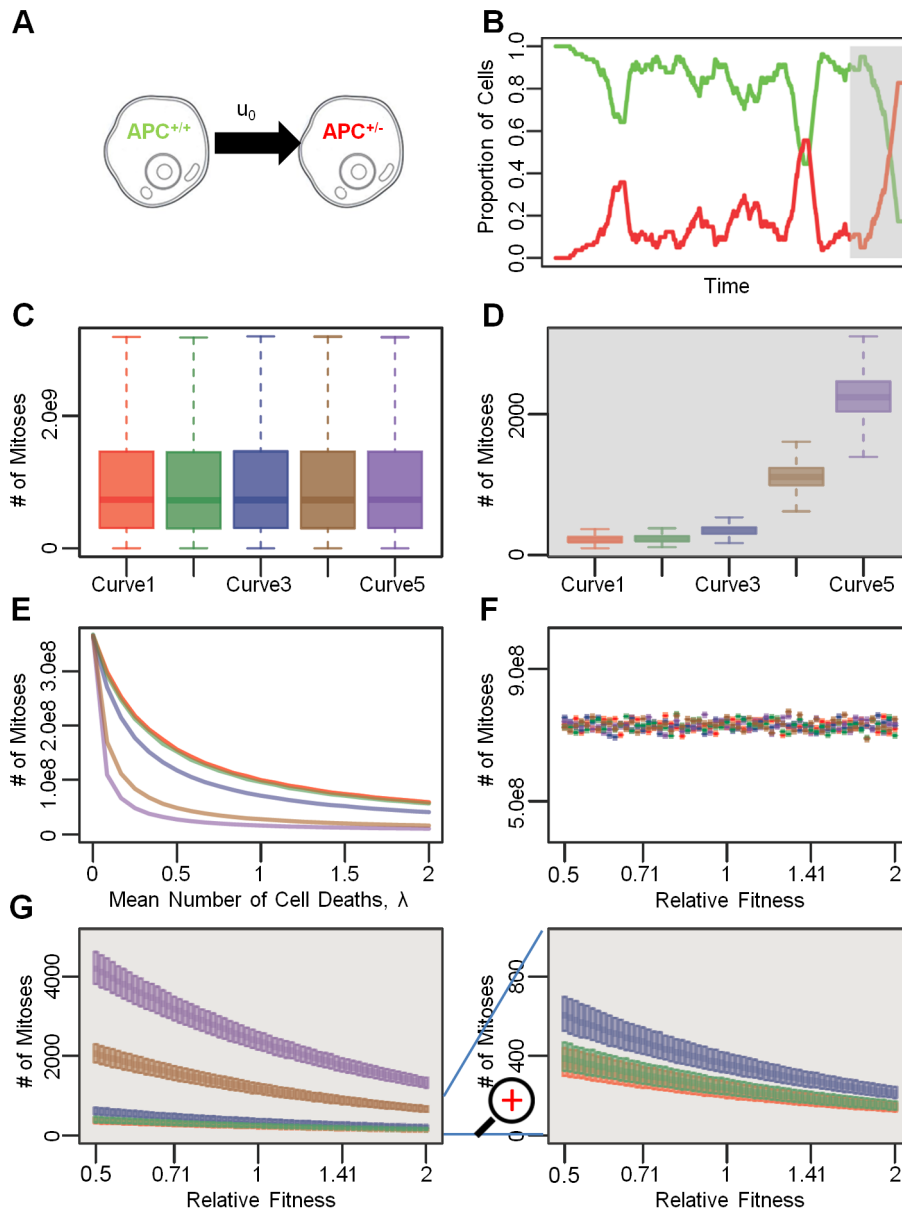 A
APC+/+
u0
APC+/-
B
Proportion of Cells
1.0
0.8
0.6
0.4
0.2
0.0
Time
C
# of Mitoses
2.0e9
0
Curve1
Curve3
Curve5
D
# of Mitoses
2000
0
Curve1
Curve3
Curve5
E
# of Mitoses
3.0e8
2.0e8
1.0e8
0
0 0.5 1 1.5 2
Mean Number of Cell Deaths, λ
F
# of Mitoses
9.0e8
5.0e8
0.5 0.71 1 1.41 2
Relative Fitness
G
# of Mitoses
4000
2000
0
0.5 0.71 1 1.41 2
Relative Fitness
# of Mitoses
800
400
0
0.5 0.71 1 1.41 2
Relative Fitness